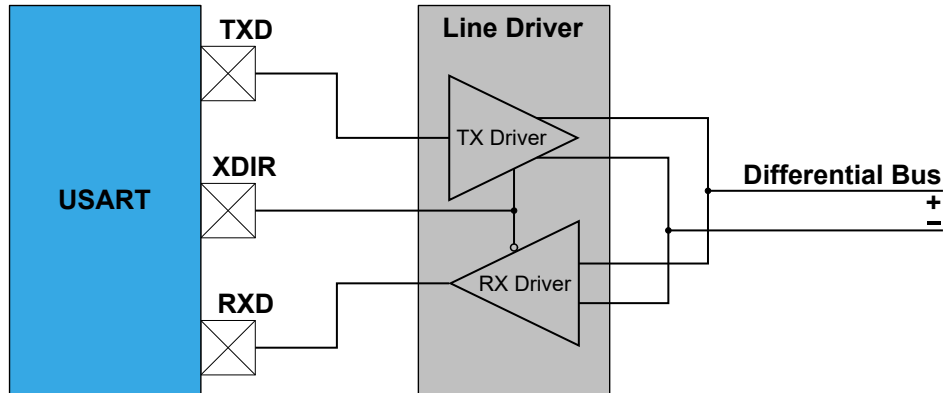 TXD
Line Driver
TX Driver
XDIR
USART
Differential Bus
+
−
RX Driver
RXD